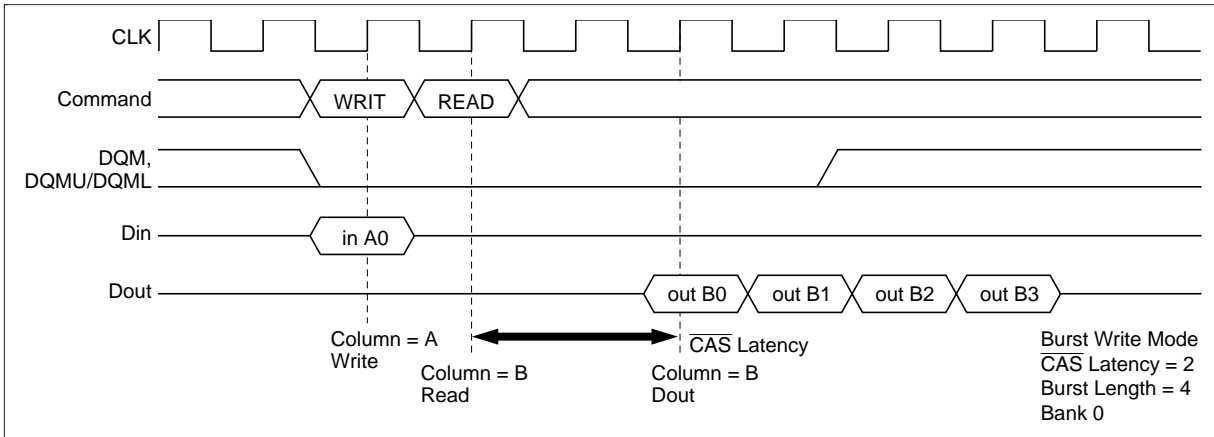 CLK
Command
WRIT
READ
DQM,
DQMU/DQML
Din
in A0
Dout
out B0
out B1
out B2
out B3
Column = A
Write
Column = B
Read
CAS Latency
Column = B
Dout
Burst Write Mode
CAS Latency = 2
Burst Length = 4
Bank 0